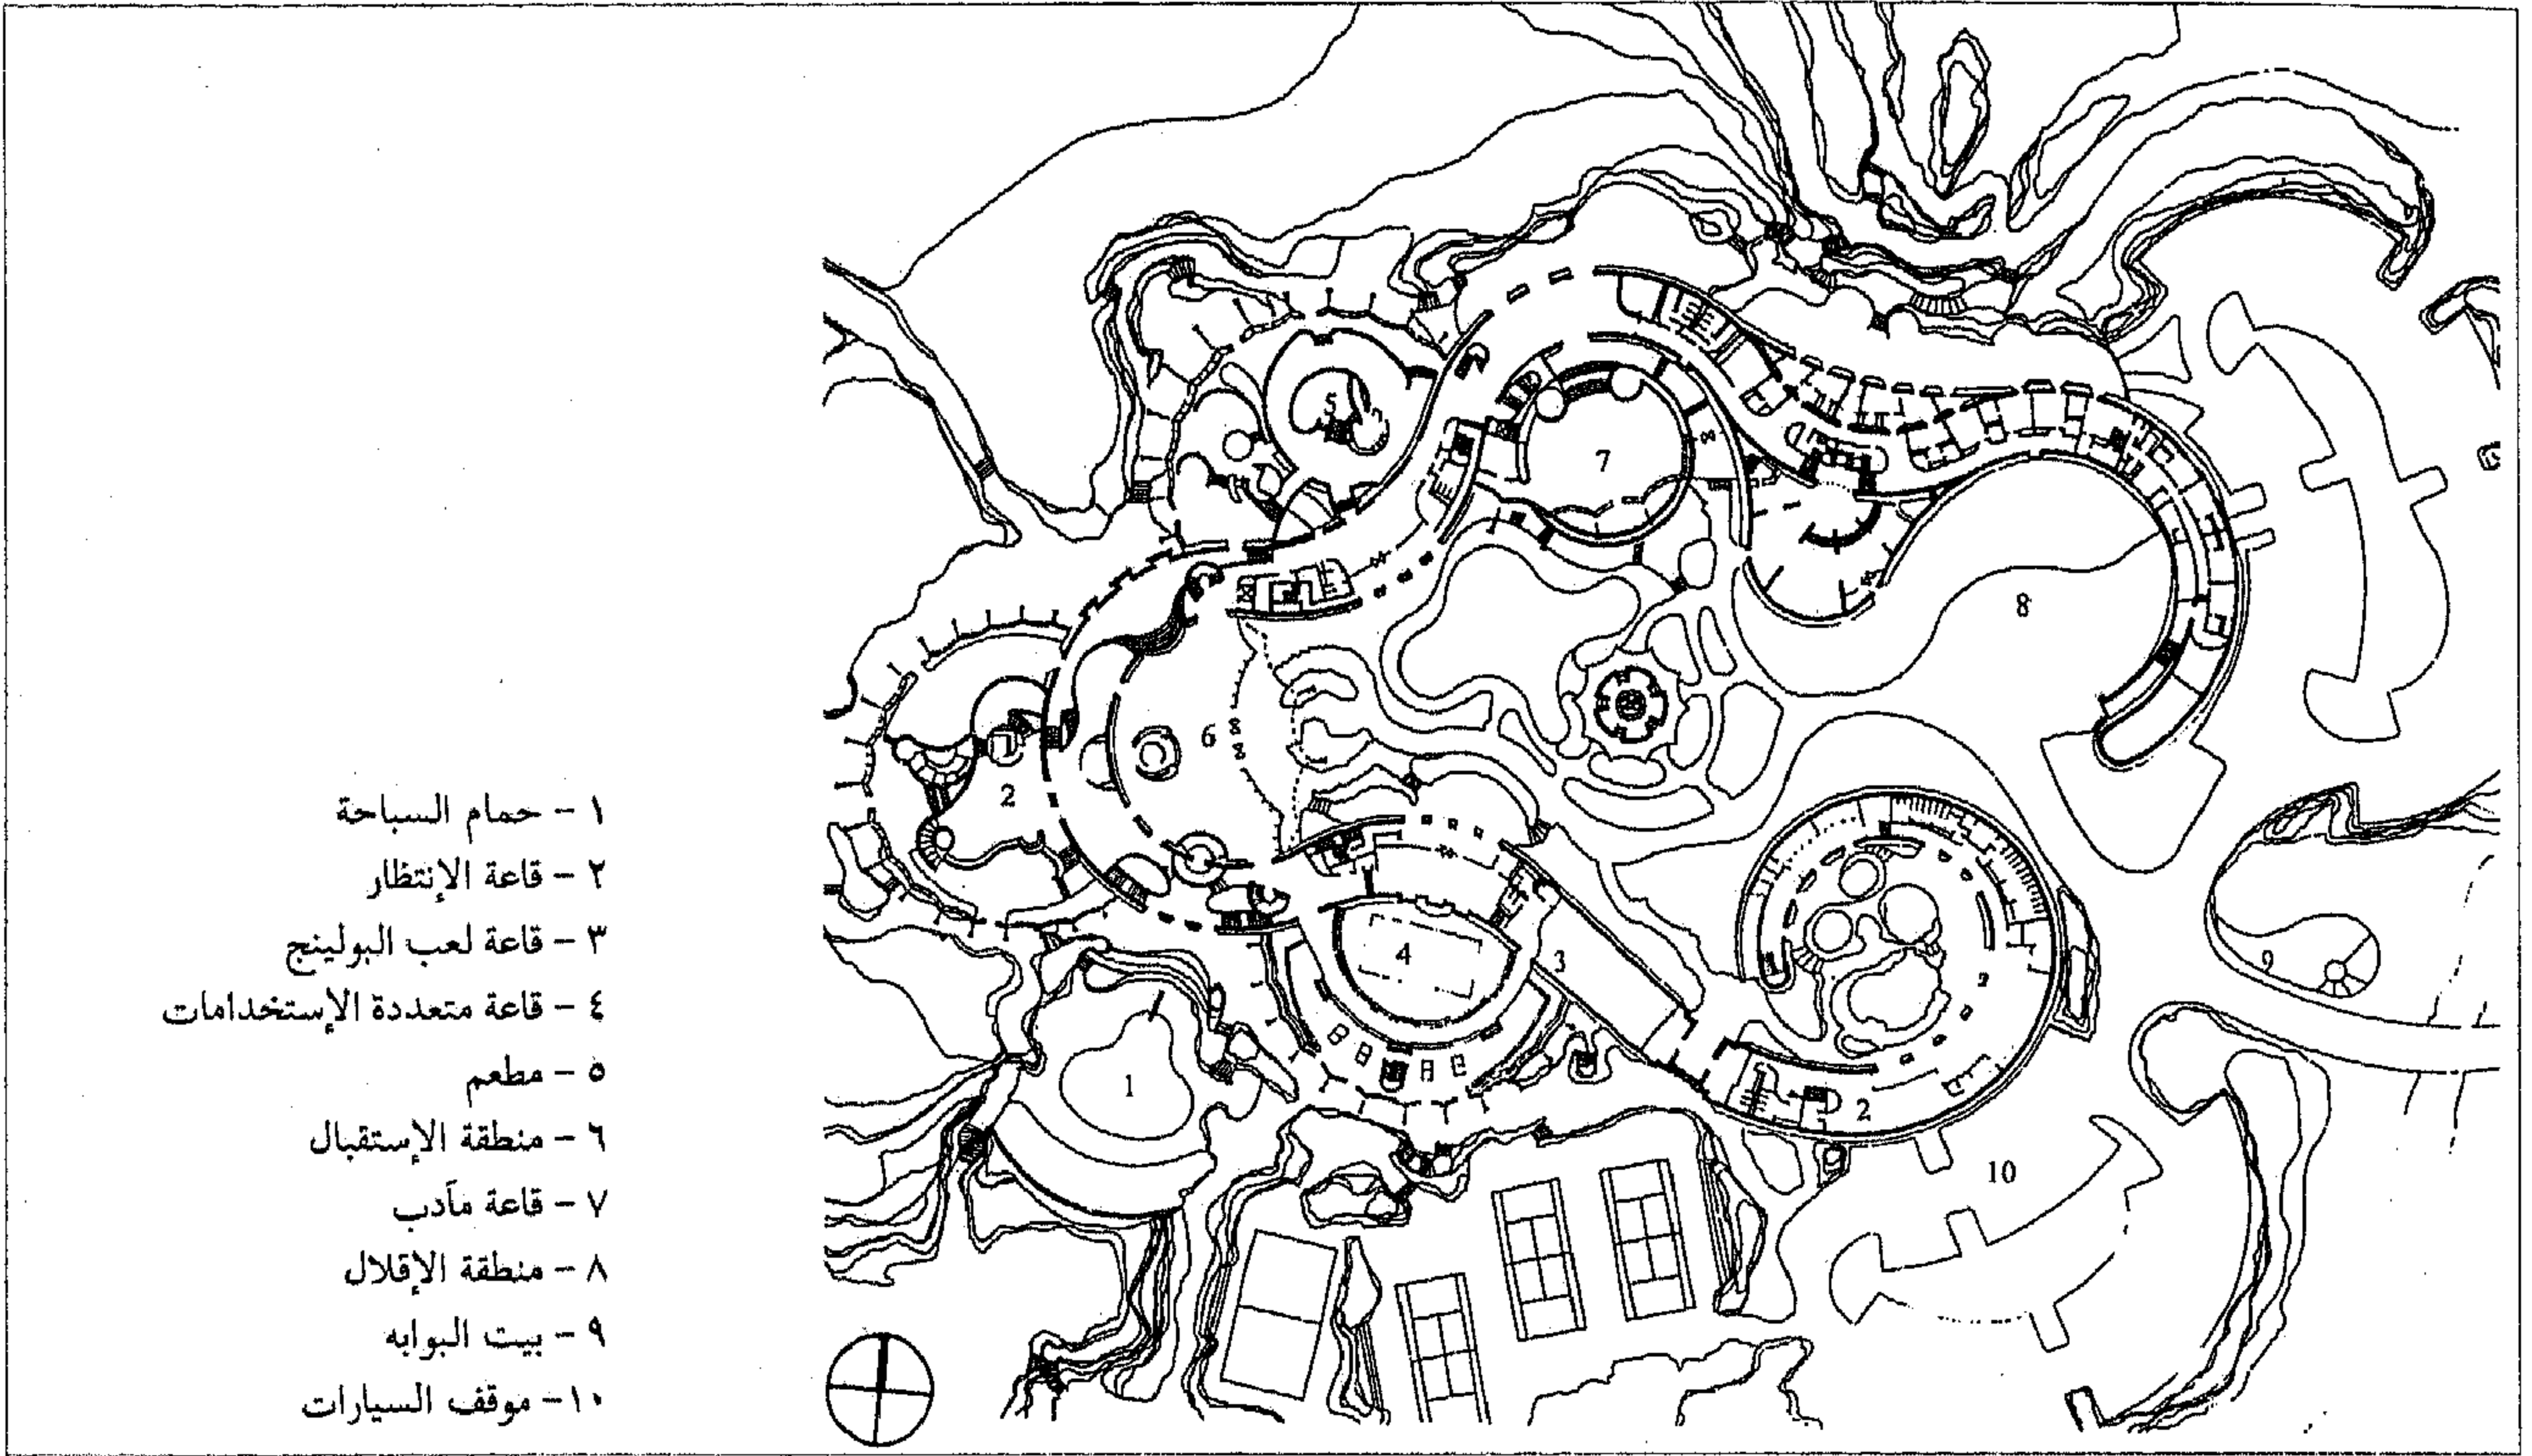 ١ - حمام السباحة
٢ - قاعة الإنتظار
٣ - قاعة لعب البولينج
٤ - قاعة متعددة الإستخدامات
٥ - مطعم
٦ - منطقة الإستقبال
٧ - قاعة مآدب
٨ - منطقة الإقلال
٩ - بيت البوابه
١٠ - موقف السيارات
5
7
8
6
2
4
3
9
1
2
10